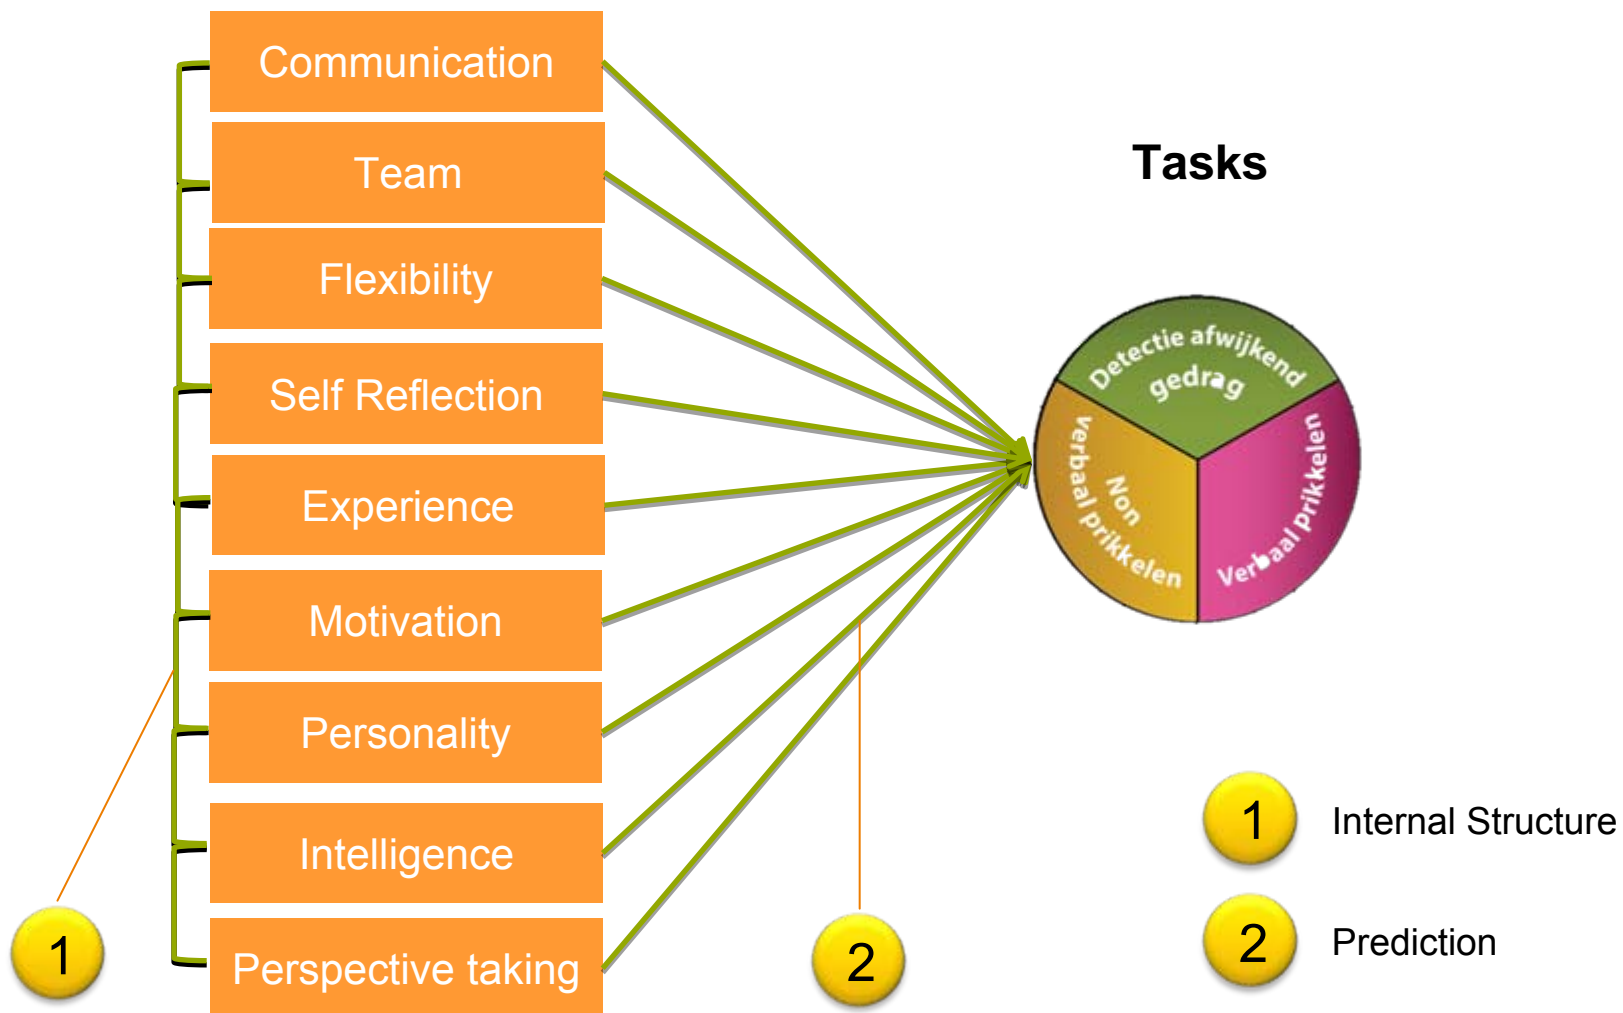 Communication
Team
Flexibility
Self Reflection
Experience
Motivation
Personality
Intelligence
Perspective taking
Tasks
Detectie afwijkend
gedrag
Non
verbaal prikkelen
Verbaal prikkelen
1
2
1 Internal Structure
2 Prediction